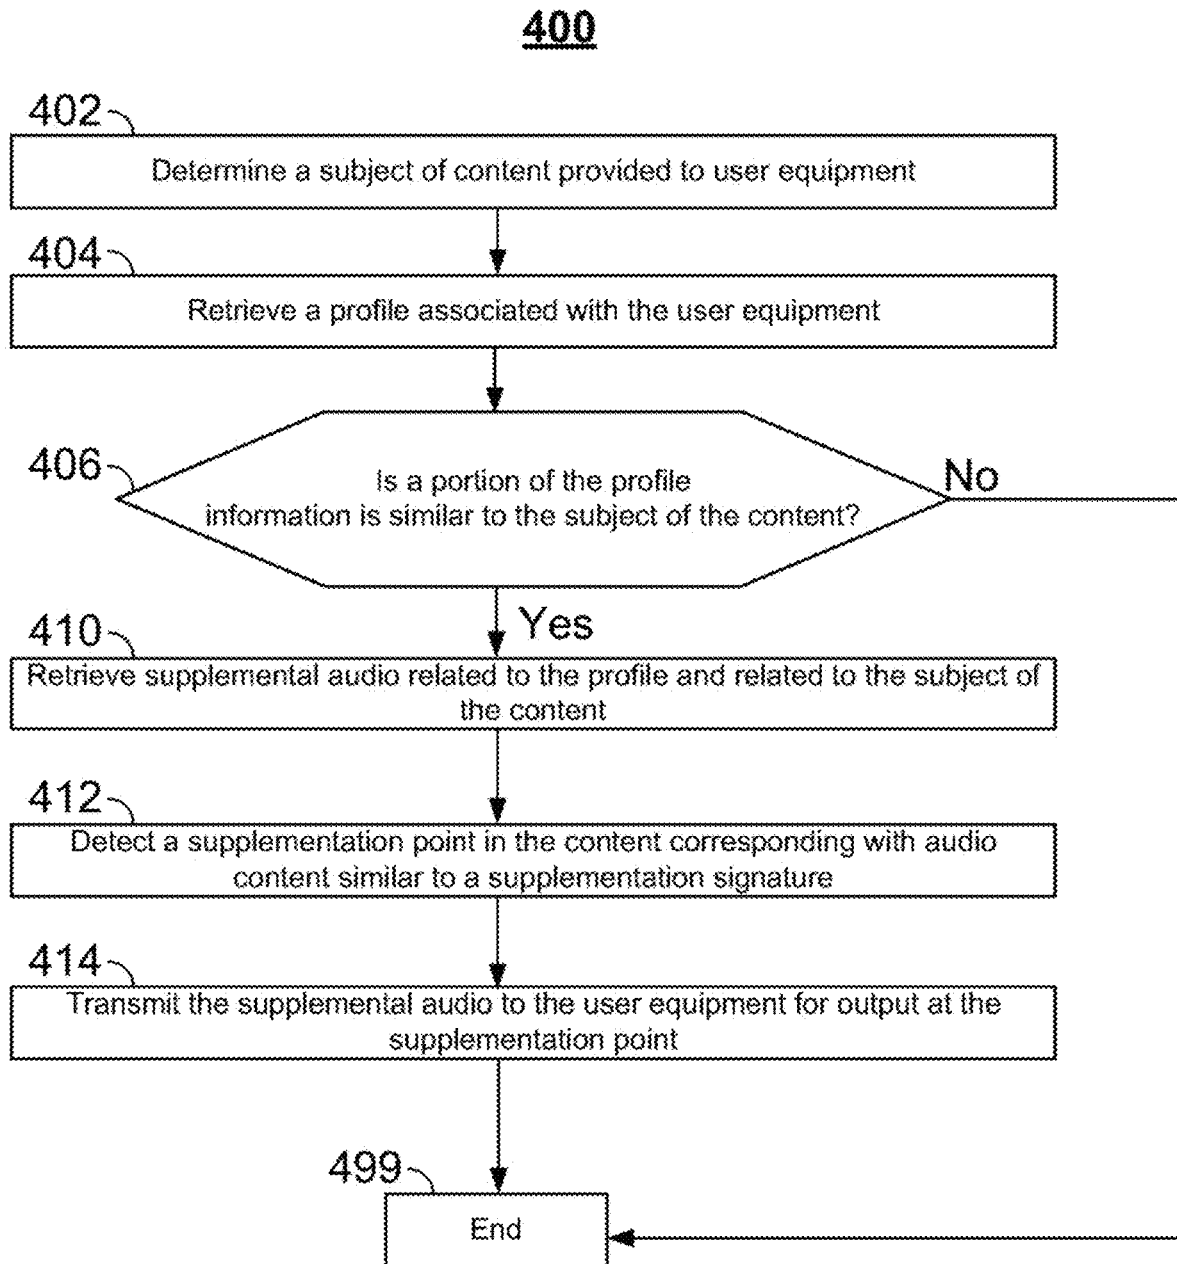 400
402
Determine a subject of content provided to user equipment
404
Retrieve a profile associated with the user equipment
406
Is a portion of the profile
information is similar to the subject of the content?
No
Yes
410
Retrieve supplemental audio related to the profile and related to the subject of
the content
412
Detect a supplementation point in the content corresponding with audio
content similar to a supplementation signature
414
Transmit the supplemental audio to the user equipment for output at the
supplementation point
499
End